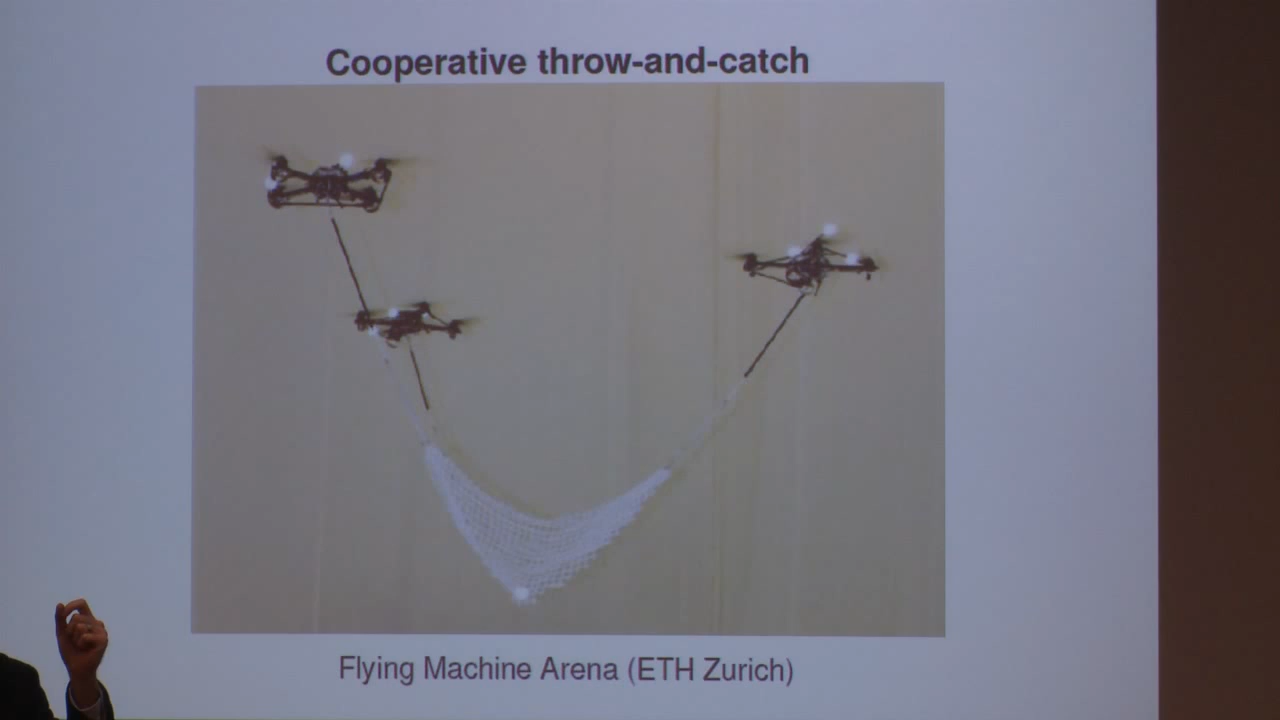 Cooperative throw-and-catch
Flying Machine Arena (ETH Zurich)